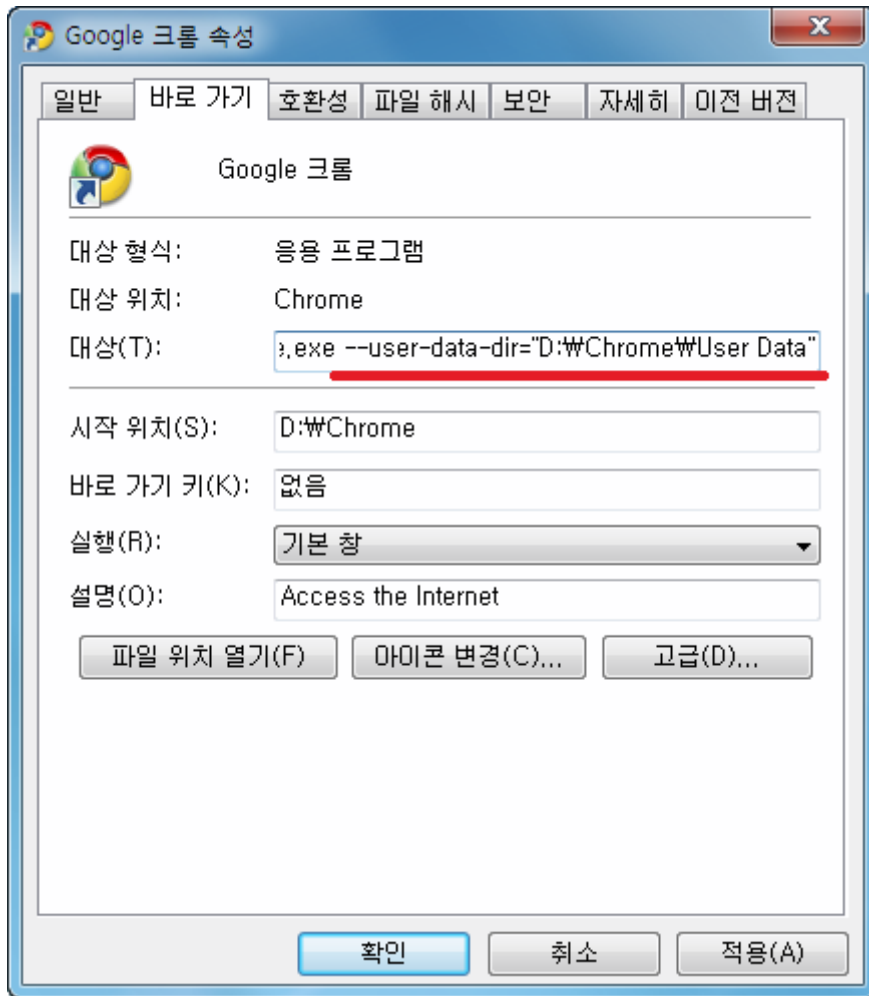 Google 크롬 속성
일반 바로 가기 호환성 파일 해시 보안 자세히 이전 버전
Google 크롬
대상 형식: 응용 프로그램
대상 위치: Chrome
대상(T): e.exe --user-data-dir="D:₩Chrome₩User Data"
시작 위치(S): D:₩Chrome
바로 가기 키(K): 없음
실행(R): 기본 창
설명(O): Access the Internet
파일 위치 열기(F) 아이콘 변경(C)... 고급(D)...
확인 취소 적용(A)